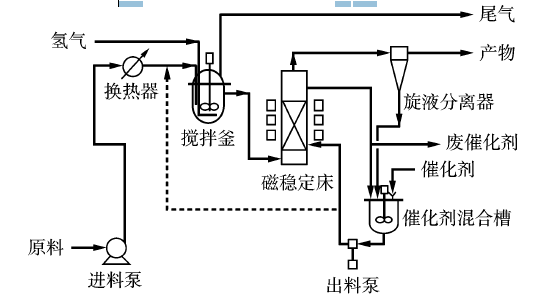 尾气
氢气
产物
换热器
旋液分离器
搅拌釜
废催化剂
催化剂
磁稳定床
催化剂混合槽
原料
进料泵
出料泵